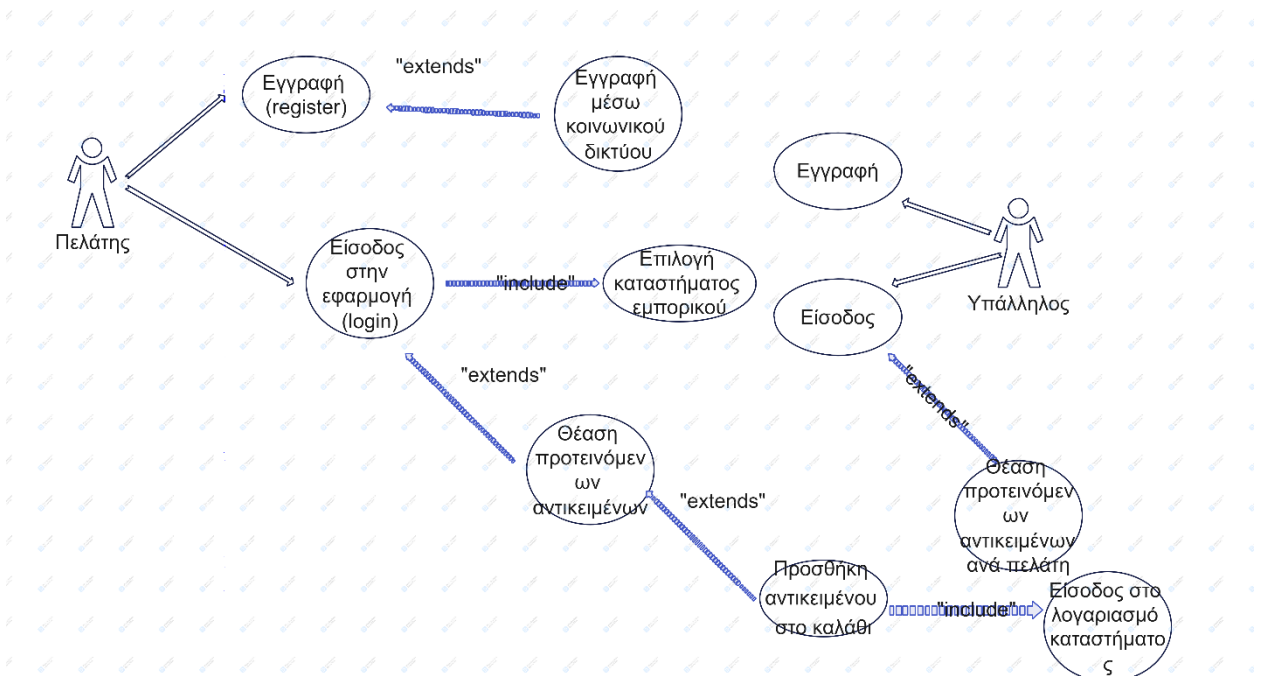 Εγγραφή
(register)
"extends"
Εγγραφή
μέσω
κοινωνικού
δικτύου
Εγγραφή
Πελάτης
Είσοδος
στην
εφαρμογή
(login)
"include"
Επιλογή
καταστήματος
εμπορικού
Υπάλληλος
Είσοδος
"extends"
"extends"
Θέαση
προτεινόμεν
ων
αντικειμένων
"extends"
Θέαση
προτεινόμεν
ων
αντικειμένων
ανά πελάτη
Προσθήκη
αντικειμένου
στο καλάθι
"include"
Είσοδος στο
λογαριασμό
καταστήματο
ς